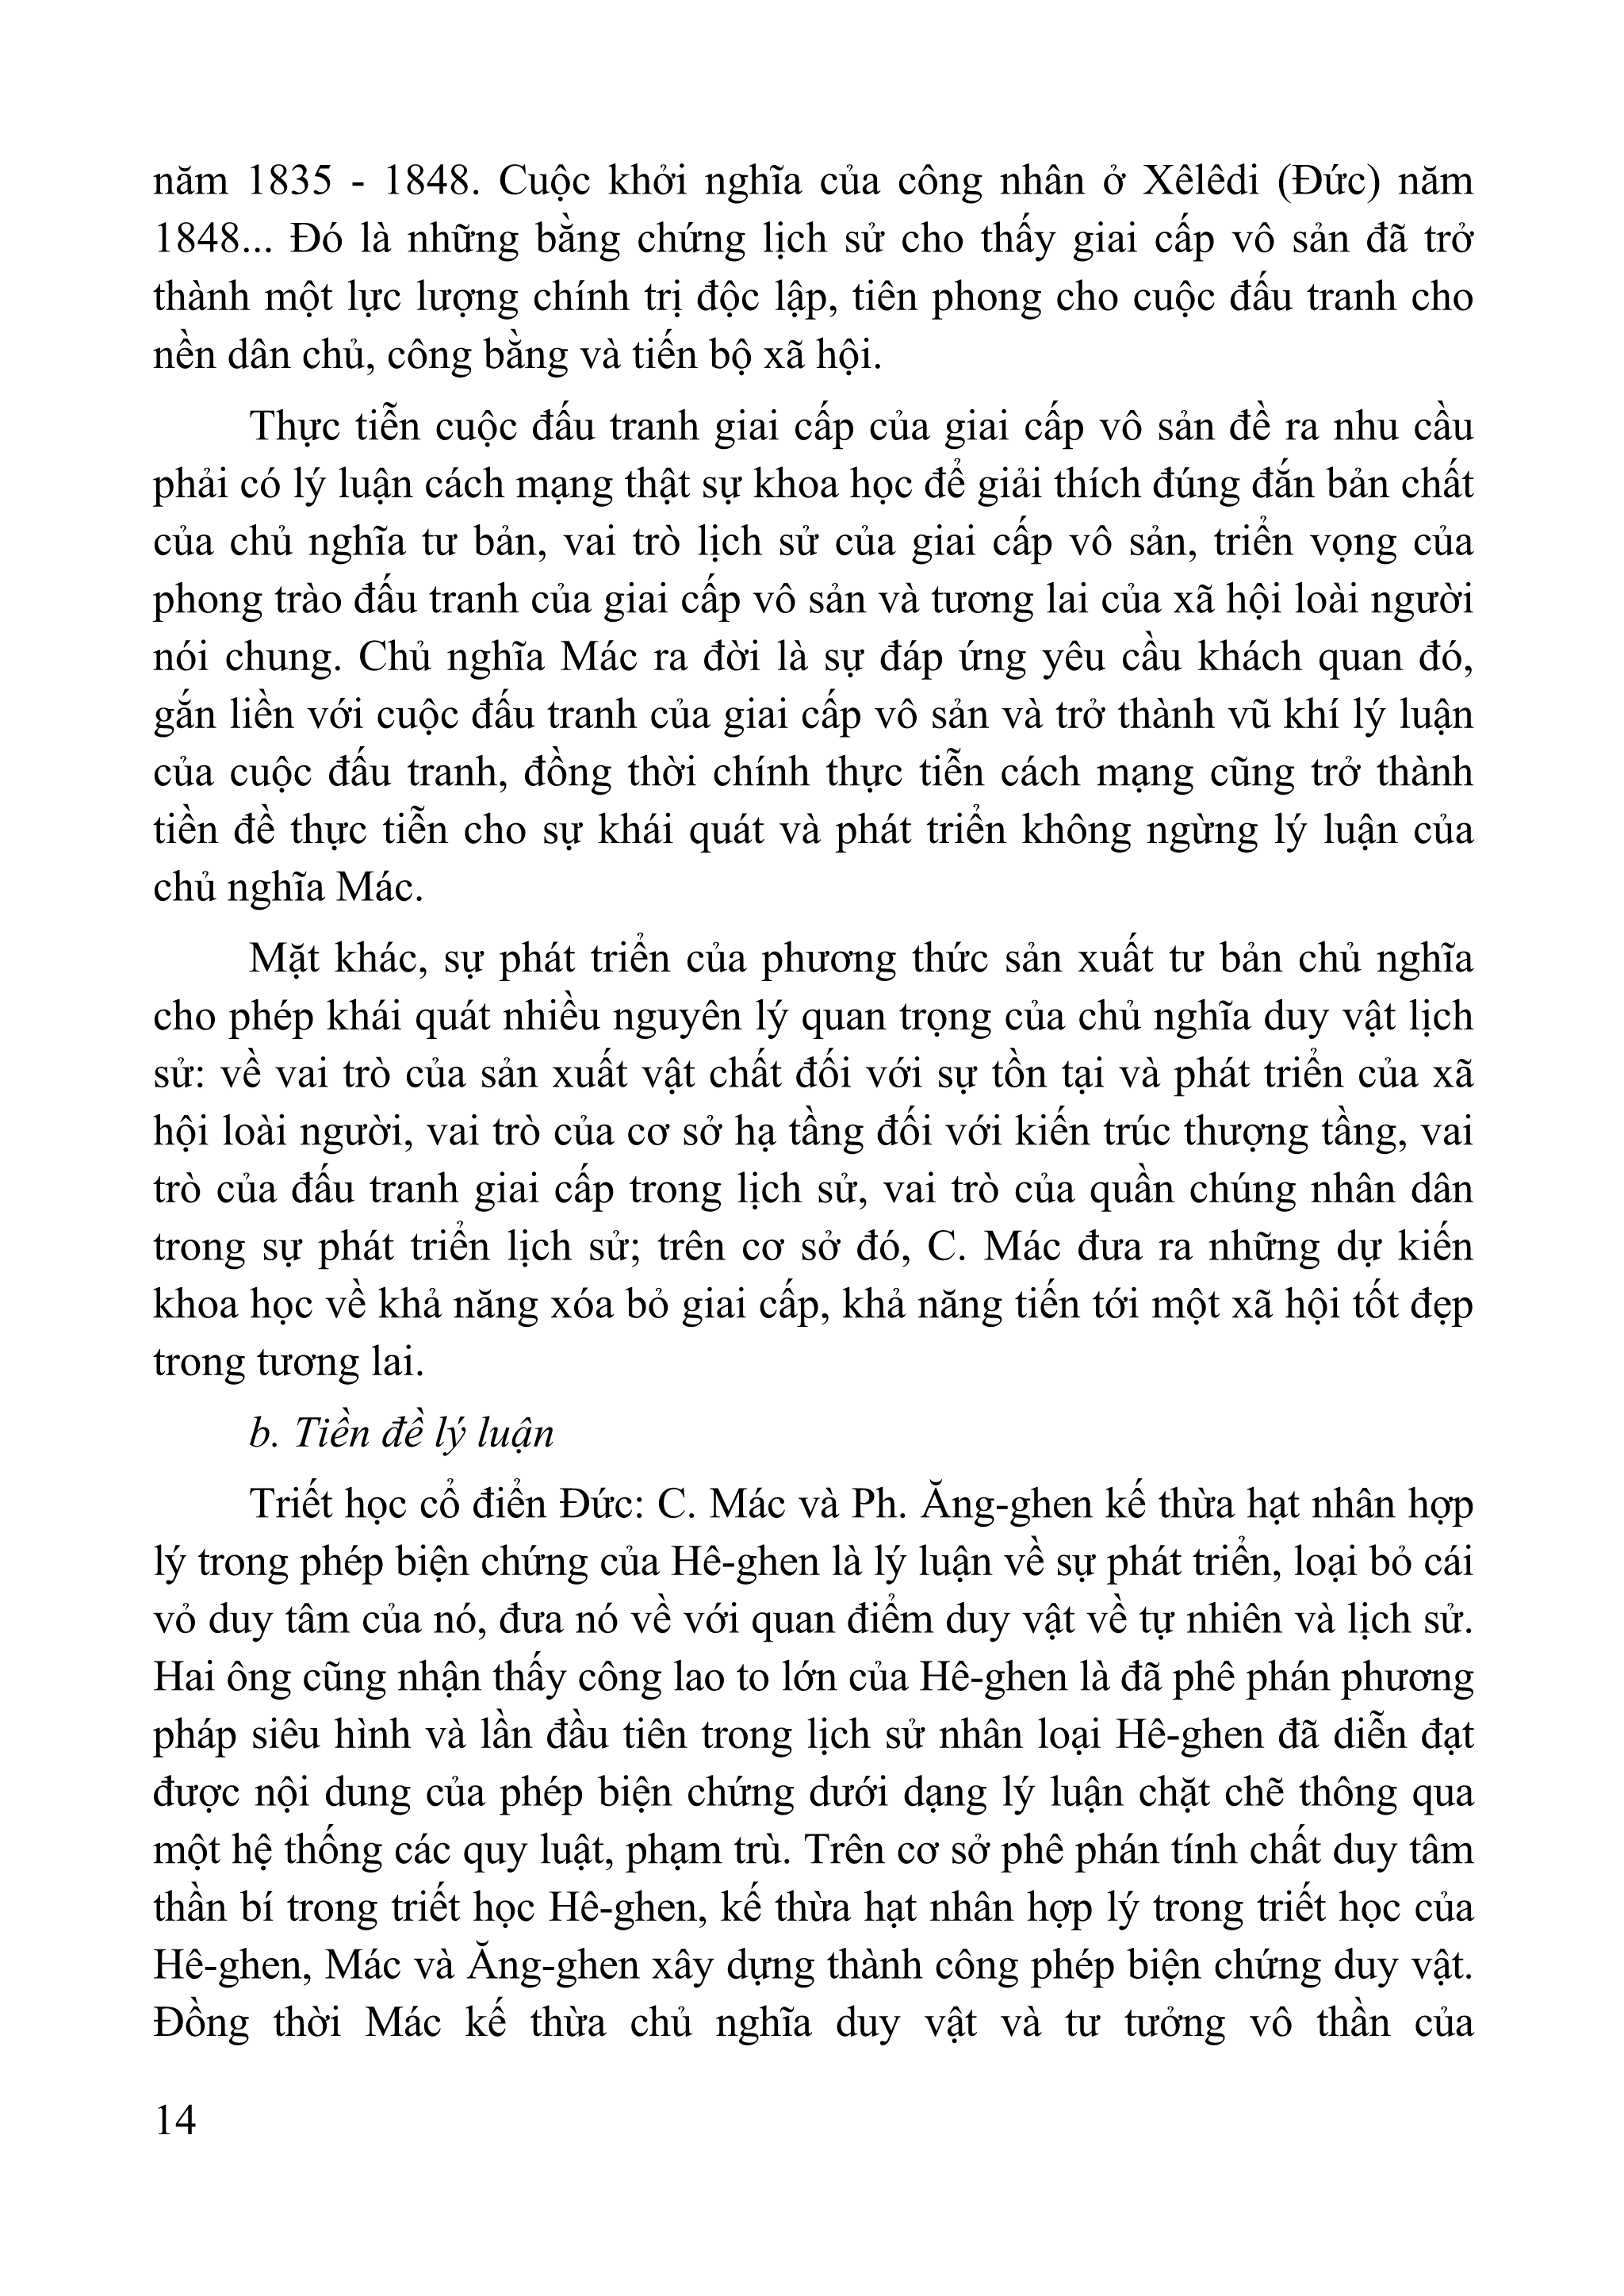 năm 1835 - 1848. Cuộc khởi nghĩa của công nhân ở Xêlêdi (Đức) năm
1848... Đó là những bằng chứng lịch sử cho thấy giai cấp vô sản đã trở
thành một lực lượng chính trị độc lập, tiên phong cho cuộc đấu tranh cho
nền dân chủ, công bằng và tiến bộ xã hội.
Thực tiễn cuộc đấu tranh giai cấp của giai cấp vô sản đề ra nhu cầu
phải có lý luận cách mạng thật sự khoa học để giải thích đúng đắn bản chất
của chủ nghĩa tư bản, vai trò lịch sử của giai cấp vô sản, triển vọng của
phong trào đấu tranh của giai cấp vô sản và tương lai của xã hội loài người
nói chung. Chủ nghĩa Mác ra đời là sự đáp ứng yêu cầu khách quan đó,
gắn liền với cuộc đấu tranh của giai cấp vô sản và trở thành vũ khí lý luận
của cuộc đấu tranh, đồng thời chính thực tiễn cách mạng cũng trở thành
tiền đề thực tiễn cho sự khái quát và phát triển không ngừng lý luận của
chủ nghĩa Mác.
Mặt khác, sự phát triển của phương thức sản xuất tư bản chủ nghĩa
cho phép khái quát nhiều nguyên lý quan trọng của chủ nghĩa duy vật lịch
sử: về vai trò của sản xuất vật chất đối với sự tồn tại và phát triển của xã
hội loài người, vai trò của cơ sở hạ tầng đối với kiến trúc thượng tầng, vai
trò của đấu tranh giai cấp trong lịch sử, vai trò của quần chúng nhân dân
trong sự phát triển lịch sử; trên cơ sở đó, C. Mác đưa ra những dự kiến
khoa học về khả năng xóa bỏ giai cấp, khả năng tiến tới một xã hội tốt đẹp
trong tương lai.
b. Tiền đề lý luận
Triết học cổ điển Đức: C. Mác và Ph. Ăng-ghen kế thừa hạt nhân hợp
lý trong phép biện chứng của Hê-ghen là lý luận về sự phát triển, loại bỏ cái
vỏ duy tâm của nó, đưa nó về với quan điểm duy vật về tự nhiên và lịch sử.
Hai ông cũng nhận thấy công lao to lớn của Hê-ghen là đã phê phán phương
pháp siêu hình và lần đầu tiên trong lịch sử nhân loại Hê-ghen đã diễn đạt
được nội dung của phép biện chứng dưới dạng lý luận chặt chẽ thông qua
một hệ thống các quy luật, phạm trù. Trên cơ sở phê phán tính chất duy tâm
thần bí trong triết học Hê-ghen, kế thừa hạt nhân hợp lý trong triết học của
Hê-ghen, Mác và Ăng-ghen xây dựng thành công phép biện chứng duy vật.
Đồng thời Mác kế thừa chủ nghĩa duy vật và tư tưởng vô thần của
14